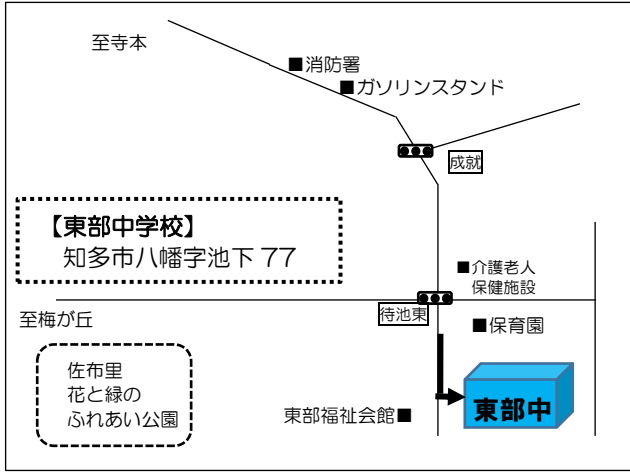 至寺本
■消防署
■ガソリンスタンド
成就
【東部中学校】
知多市八幡字池下 77
■介護老人
保健施設
待池東
至梅が丘
■保育園
佐布里
花と緑の
ふれあい公園
東部福祉会館■
東部中